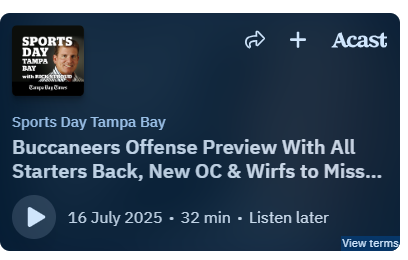 SPORTS
DAY
TAMPA
BAY
with RICK STROUD
Tampa Bay Times
Acast
Sports Day Tampa Bay
Buccaneers Offense Preview With All
Starters Back, New OC & Wirfs to Miss...
16 July 2025 • 32 min • Listen later
View terms